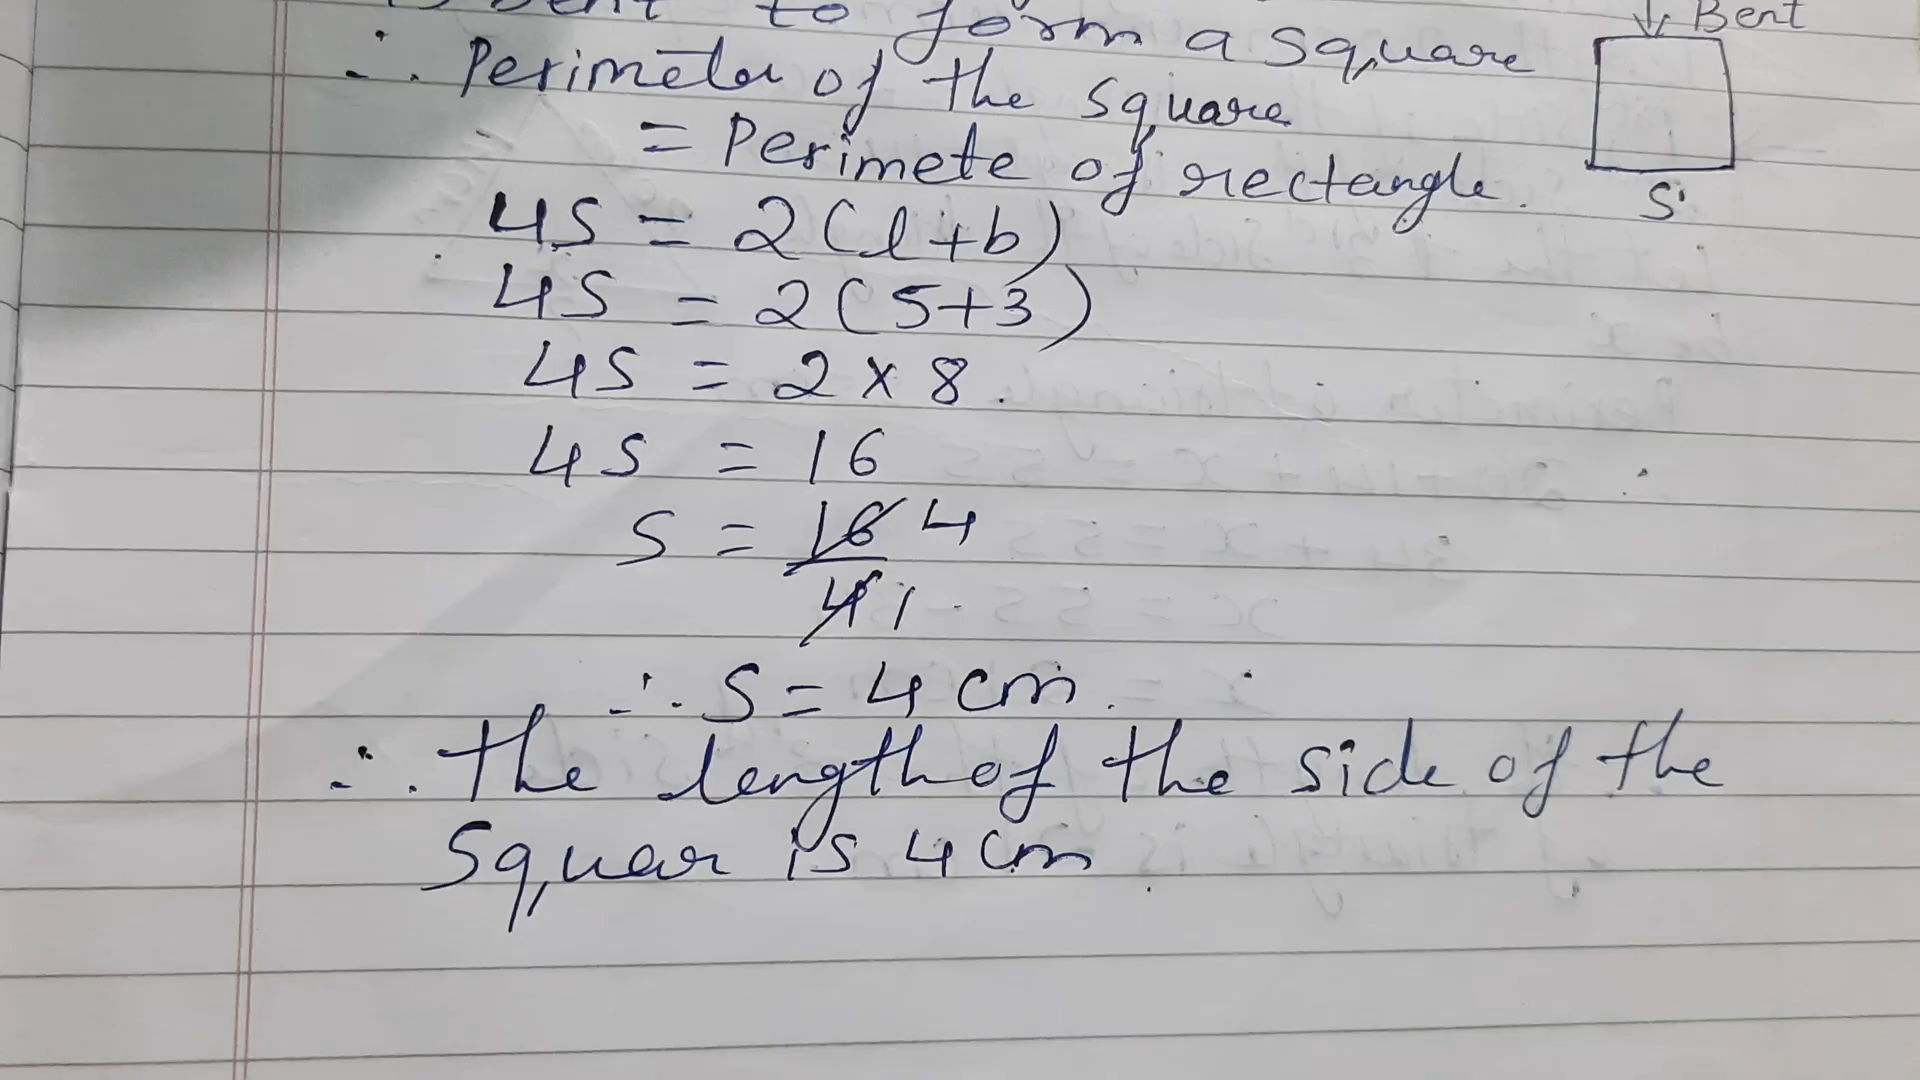 bent to form a square
Bent
∴ Perimeter of the square
= Perimete of rectangle.
S
4S = 2(l+b)
4S = 2(5+3)
4S = 2 x 8.
4S = 16
S = 16 4
4 1
∴ S = 4 cm.
∴ the length of the side of the
Squar is 4 cm